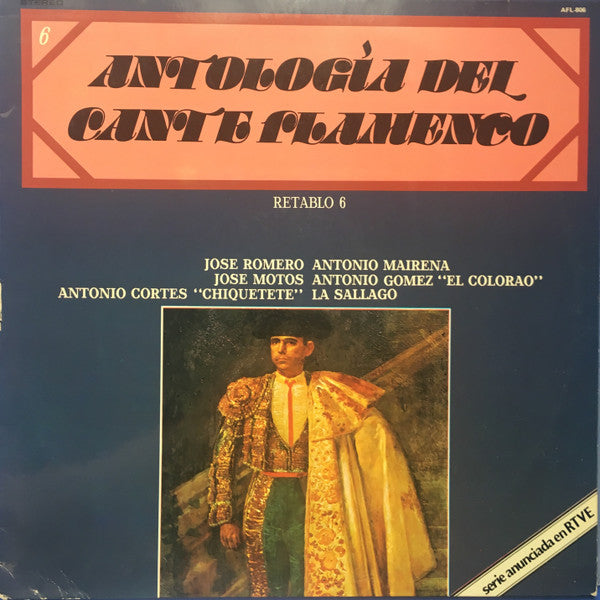 STEREO
AFL-806
6
ANTOLOGÌA DEL
CANTE FLAMENCO
RETABLO 6
JOSE ROMERO ANTONIO MAIRENA
JOSE MOTOS ANTONIO GOMEZ "EL COLORAO"
ANTONIO CORTES "CHIQUETETE" LA SALLAGO
serie anunciada en RTVE